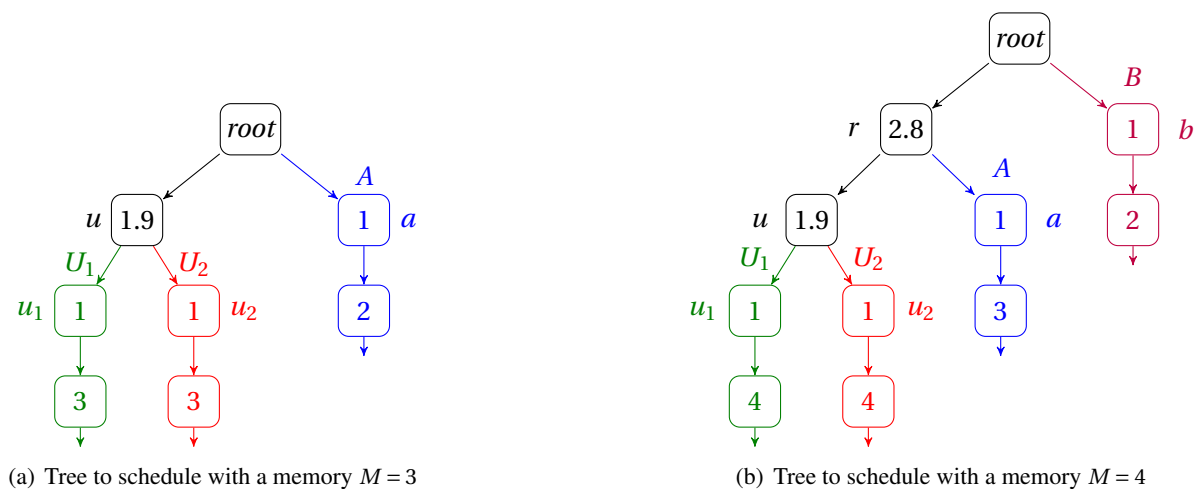 root
A
u
1.9
1
a
U1
U2
u1
1
1
u2
2
3
3
(a) Tree to schedule with a memory M = 3
root
B
r
2.8
1
b
A
u
1.9
1
a
2
U1
U2
u1
1
1
u2
3
4
4
(b) Tree to schedule with a memory M = 4